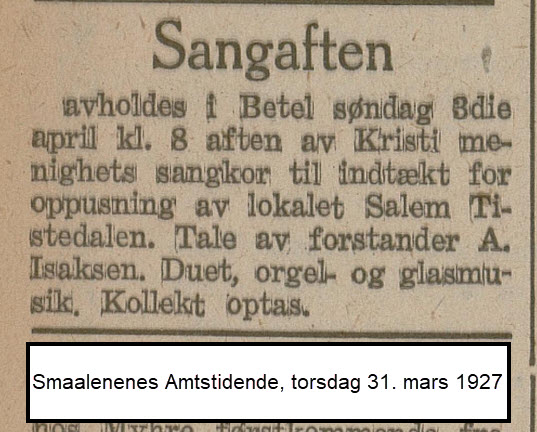 Sangaften
avholdes i Betel søndag 3die
april kl. 8 aften av Kristi me-
nighets sangkor til indtækt for
oppusning av lokalet Salem Ti-
stedalen. Tale av forstander A.
Isaksen. Duet, orgel- og glasmu-
sik. Kollekt optas.
Smaalenenes Amtstidende, torsdag 31. mars 1927